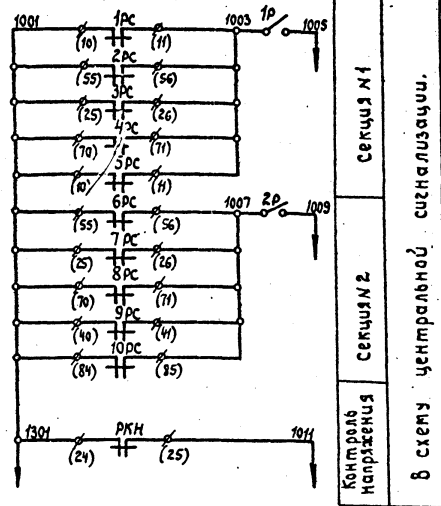 1001 1РС 1003 1Р 1005
(10) (11)
2РС
(55) (56)
3РС
(25) (26)
4РС
(70) (71)
5РС
(10) (11)
6РС 1007 2Р 1009
(55) (56)
7РС
(25) (26)
8РС
(70) (71)
9РС
(40) (41)
10РС
(84) (85)
1301 РКН 1011
(24) (25)
Секция N1
Секция N2
Контроль
напряжения
в схему центральной сигнализации.